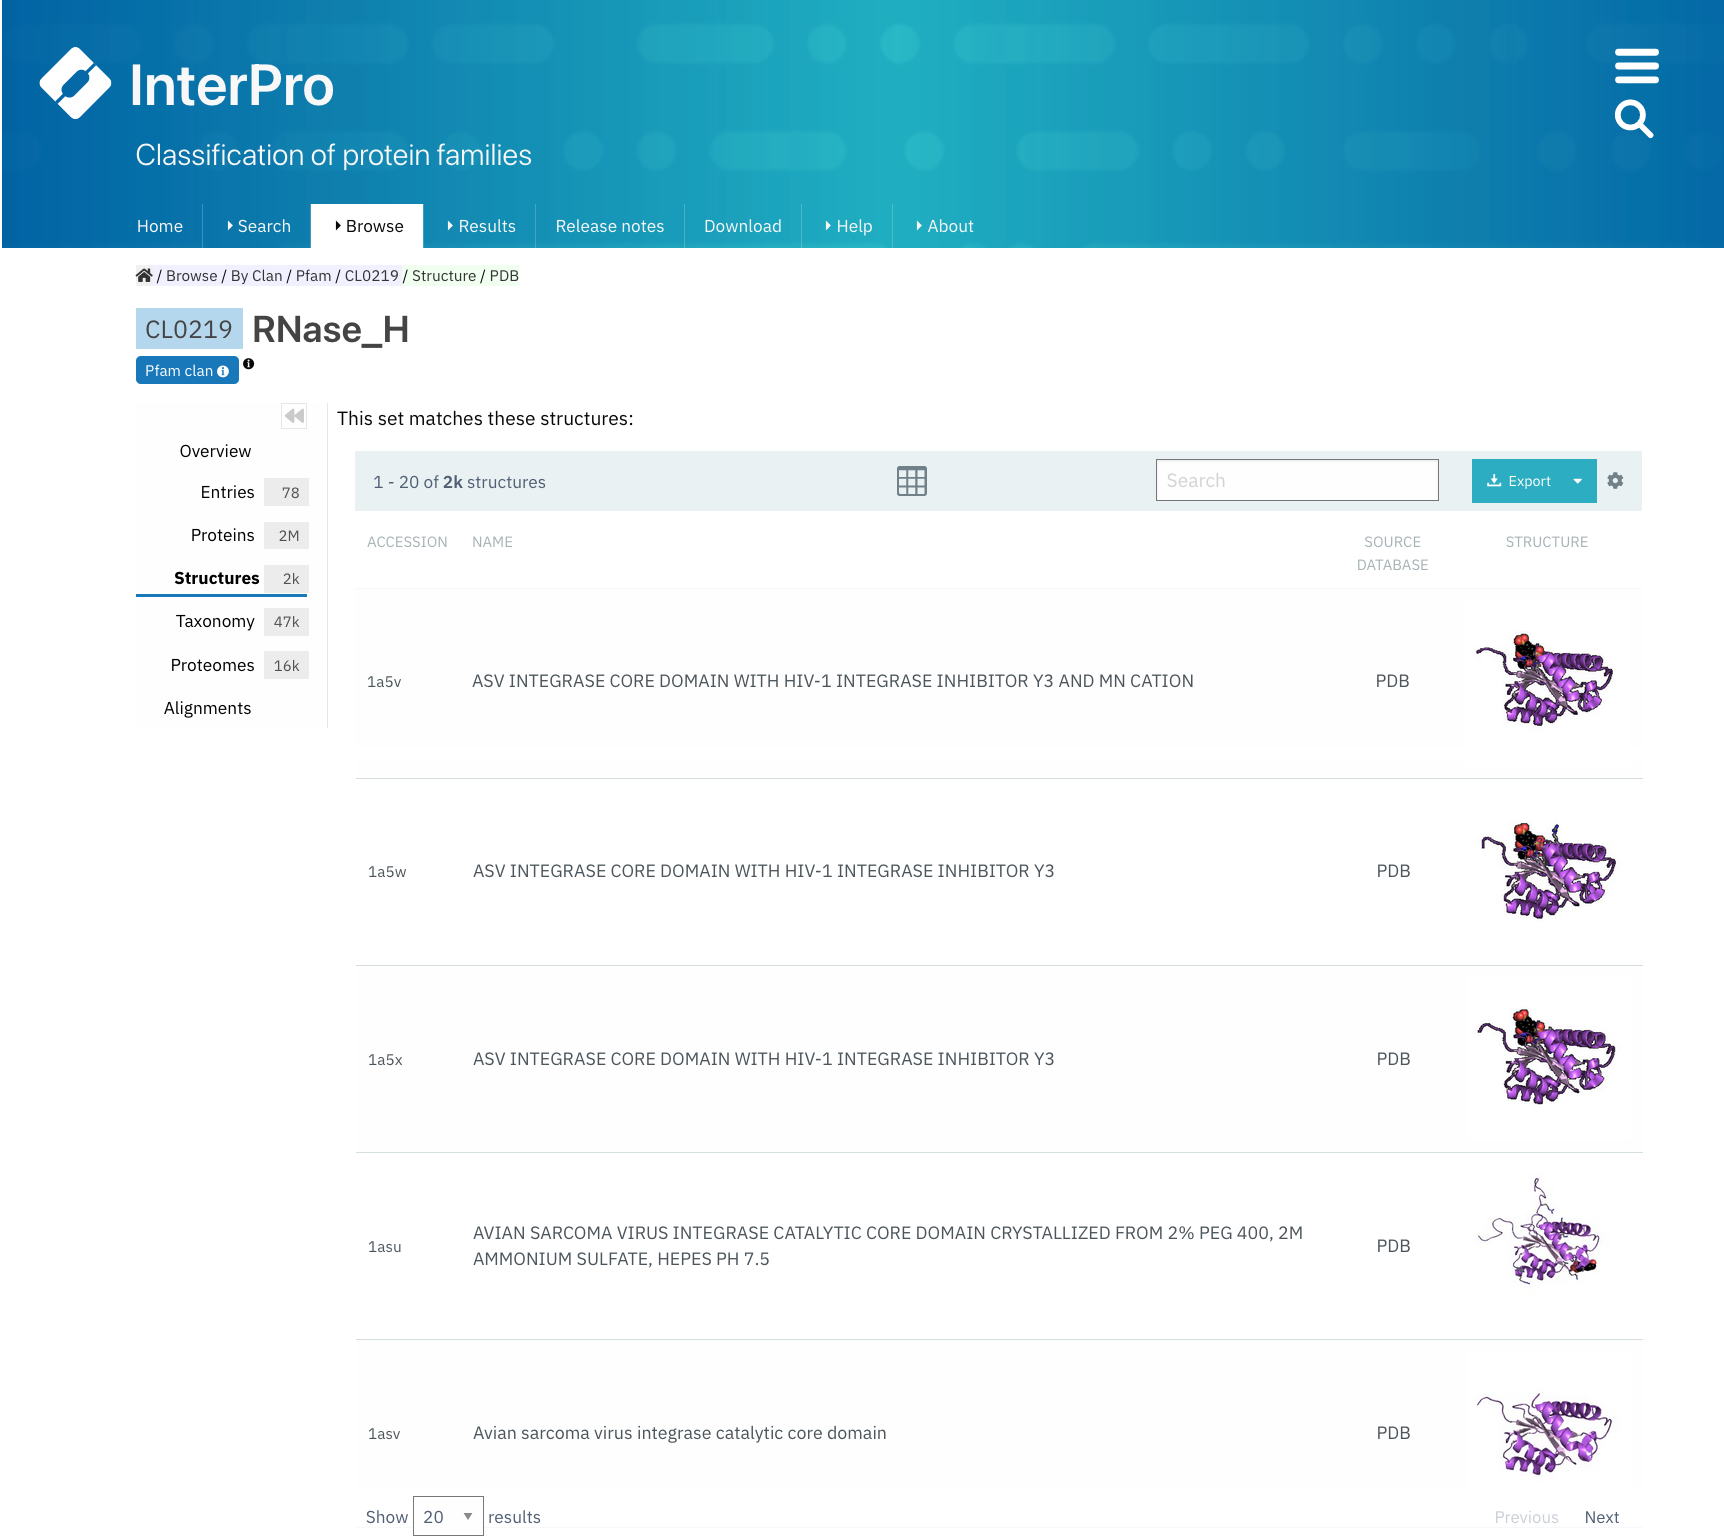 InterPro
Classification of protein families
Home Search Browse Results Release notes Download Help About
/ Browse / By Clan / Pfam / CL0219 / Structure / PDB
CL0219 RNase_H
Pfam clan
This set matches these structures:
Overview
Entries 78
Proteins 2M
Structures 2k
Taxonomy 47k
Proteomes 16k
Alignments
1 - 20 of 2k structures
Search
Export
ACCESSION NAME SOURCE DATABASE STRUCTURE
1a5v ASV INTEGRASE CORE DOMAIN WITH HIV-1 INTEGRASE INHIBITOR Y3 AND MN CATION PDB
1a5w ASV INTEGRASE CORE DOMAIN WITH HIV-1 INTEGRASE INHIBITOR Y3 PDB
1a5x ASV INTEGRASE CORE DOMAIN WITH HIV-1 INTEGRASE INHIBITOR Y3 PDB
1asu AVIAN SARCOMA VIRUS INTEGRASE CATALYTIC CORE DOMAIN CRYSTALLIZED FROM 2% PEG 400, 2M
AMMONIUM SULFATE, HEPES PH 7.5 PDB
1asv Avian sarcoma virus integrase catalytic core domain PDB
Show 20 results
Previous Next